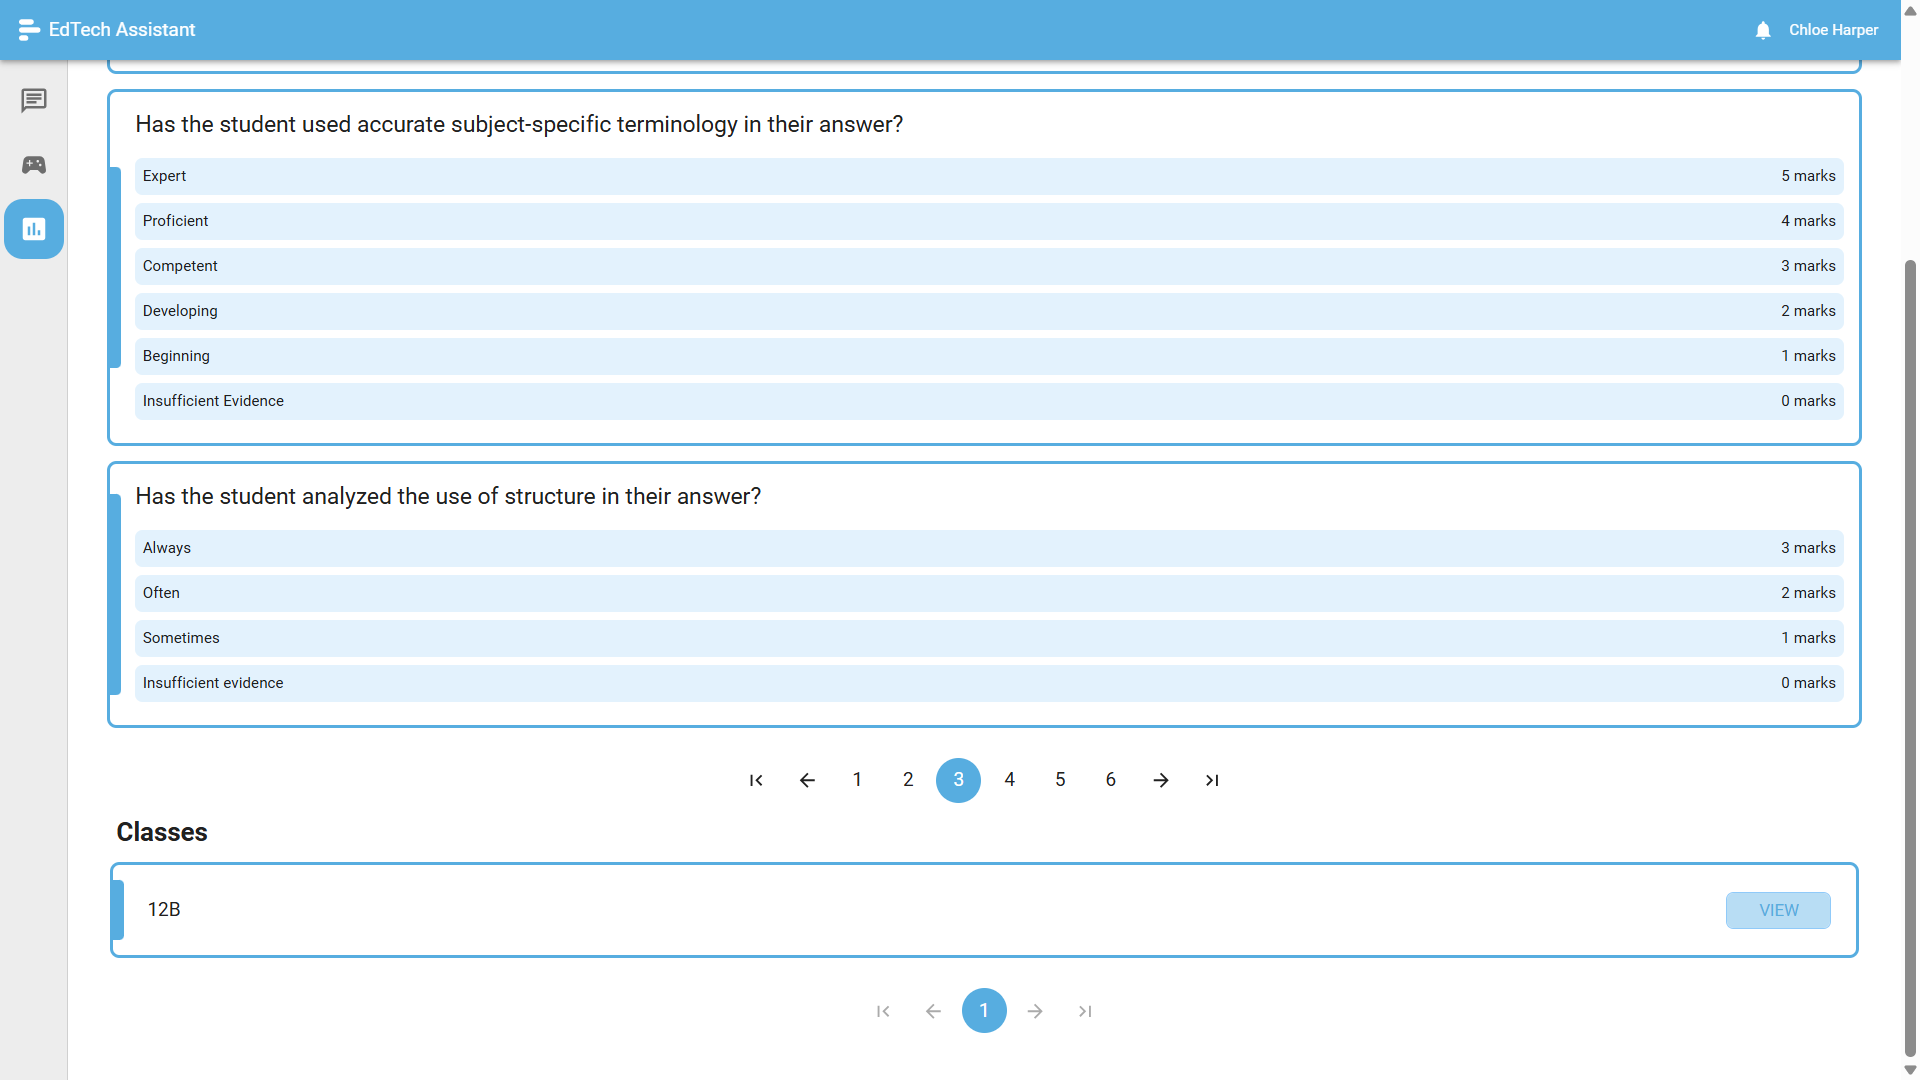 EdTech Assistant
Chloe Harper
Has the student used accurate subject-specific terminology in their answer?
Expert 5 marks
Proficient 4 marks
Competent 3 marks
Developing 2 marks
Beginning 1 marks
Insufficient Evidence 0 marks
Has the student analyzed the use of structure in their answer?
Always 3 marks
Often 2 marks
Sometimes 1 marks
Insufficient evidence 0 marks
1 2 3 4 5 6
Classes
12B VIEW
1